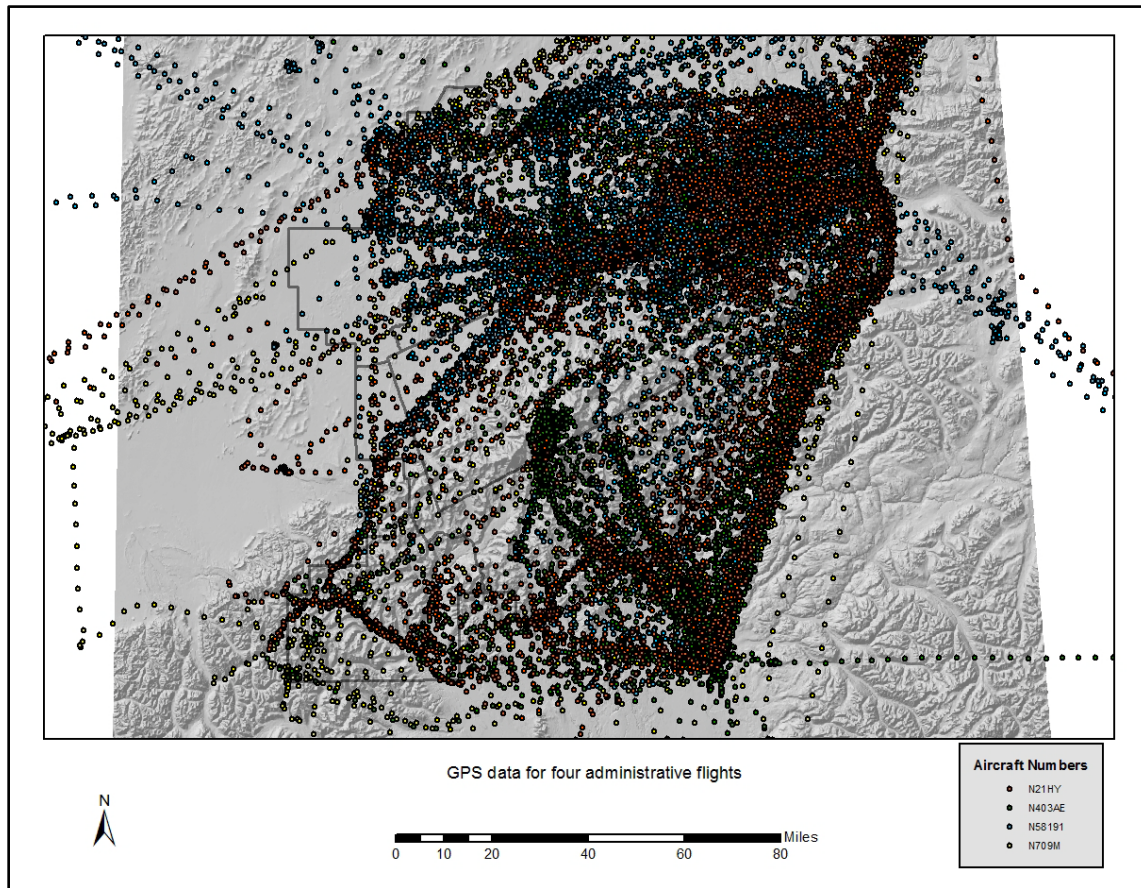 GPS data for four administrative flights
N
Miles
0 10 20 40 60 80
Aircraft Numbers
N21HY
N403AE
N58191
N709M